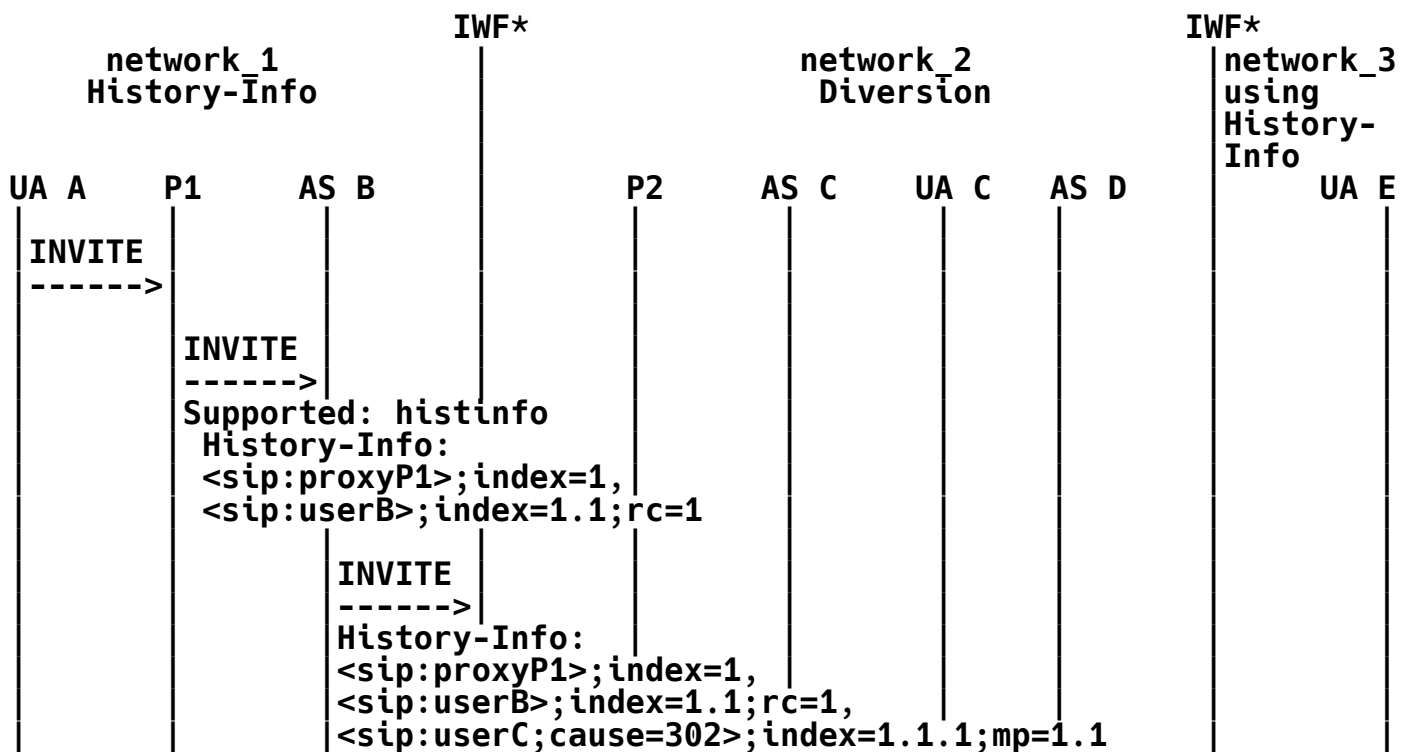 IWF* IWF*
network_1 network_2 network_3
History-Info Diversion using
History-
Info
UA A P1 AS B P2 AS C UA C AS D UA E
INVITE
------>
INVITE
------>
Supported: histinfo
History-Info:
<sip:proxyP1>;index=1,
<sip:userB>;index=1.1;rc=1
INVITE
------>
History-Info:
<sip:proxyP1>;index=1,
<sip:userB>;index=1.1;rc=1,
<sip:userC;cause=302>;index=1.1.1;mp=1.1